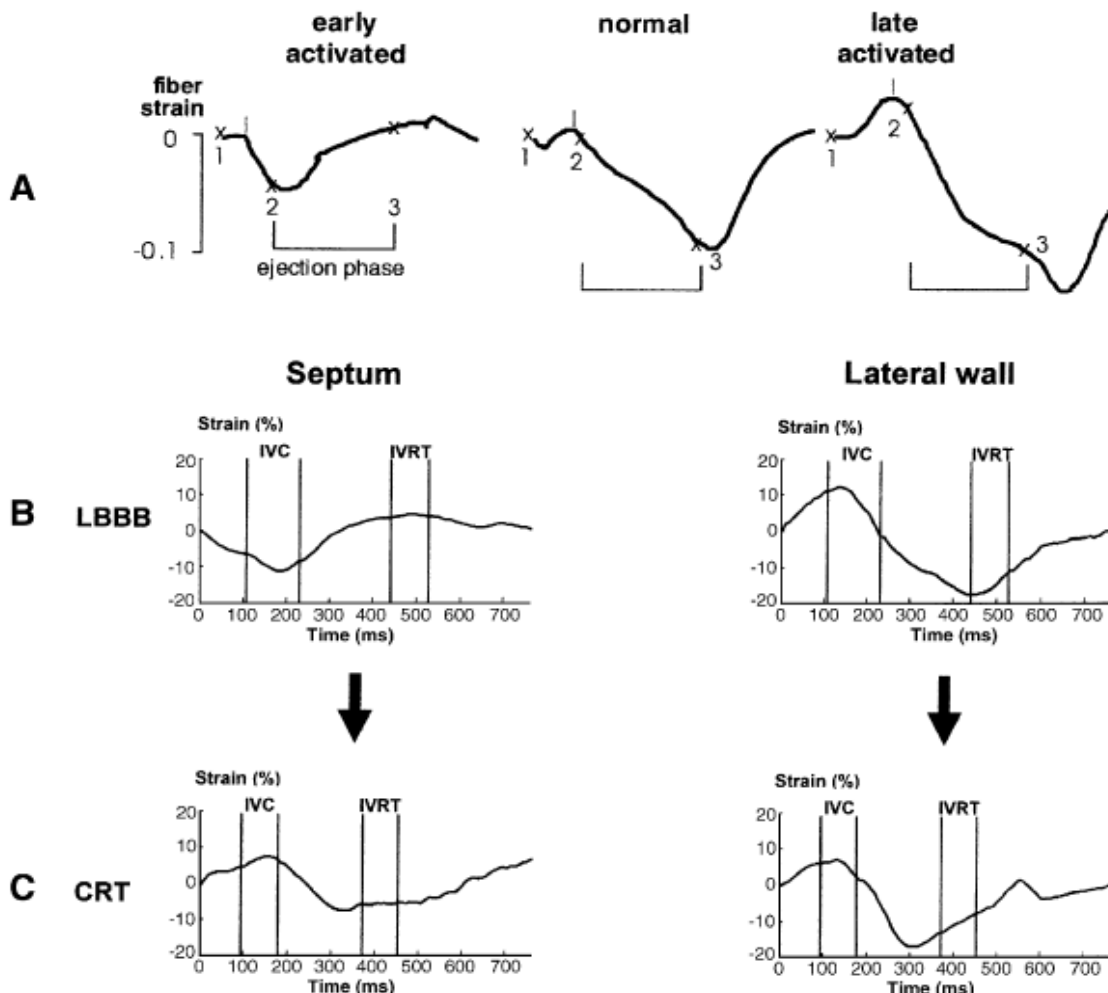 early activated
normal
late activated
fiber strain
0
-0.1
A
x
1
x
2
x
3
ejection phase
x
1
x
2
x
3
x
1
x
2
x
3
Septum
Lateral wall
B LBBB
Strain (%)
IVC IVRT
20
10
0
-10
-20
0 100 200 300 400 500 600 700
Time (ms)
Strain (%)
IVC IVRT
20
10
0
-10
-20
0 100 200 300 400 500 600 700
Time (ms)
C CRT
Strain (%)
IVC IVRT
20
10
0
-10
-20
0 100 200 300 400 500 600 700
Time (ms)
Strain (%)
IVC IVRT
20
10
0
-10
-20
0 100 200 300 400 500 600 700
Time (ms)